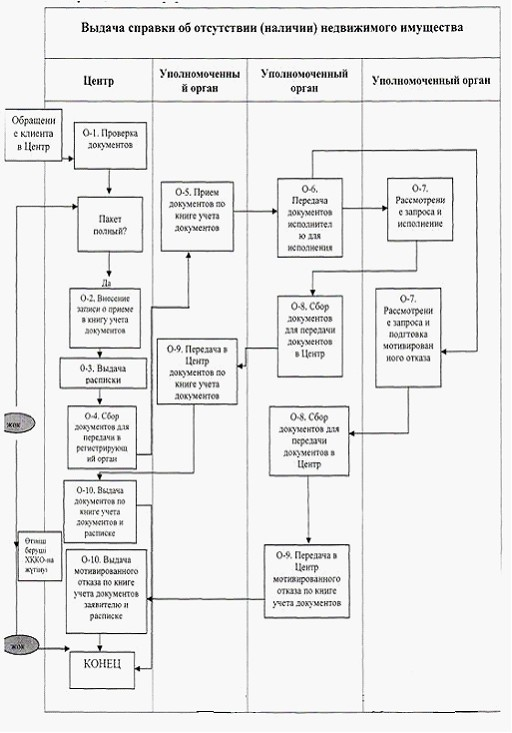 Выдача справки об отсутствии (наличии) недвижимого имущества
Центр
Уполномоченны
й орган
Уполномоченный
орган
Уполномоченный орган
Обращени
е клиента
в Центр
О-1. Проверка
документов
Пакет
полный?
Да
О-2. Внесение
записи о приеме
в книгу учета
документов
0-3. Выдача
расписки
О-4. Сбор
документов для
передачи в
регистрирующ
ий орган
О-10. Выдача
документов по
книге учета
документов и
расписке
О-10. Выдача
мотивированного
отказа по книге
учета документов
заявителю и
расписке
КОНЕЦ
О-5. Прием
документов по
книге учета
документов
О-9. Передача в
Центр
документов по
книге учета
документов
О-6.
Передача
документов
исполнител
ю для
исполнения
О-8. Сбор
документов
для передачи
документов
в Центр
О-8. Сбор
документов для
передачи
документов в
Центр
О-9. Передача в
Центр
мотивированного
отказа по книге
учета документов
О-7.
Рассмотрени
е запроса и
исполнение
О-7.
Рассмотрени
е запроса и
подгтовка
мотивирован
ного отказа
жок
беруші
ХҚКО-на
жок